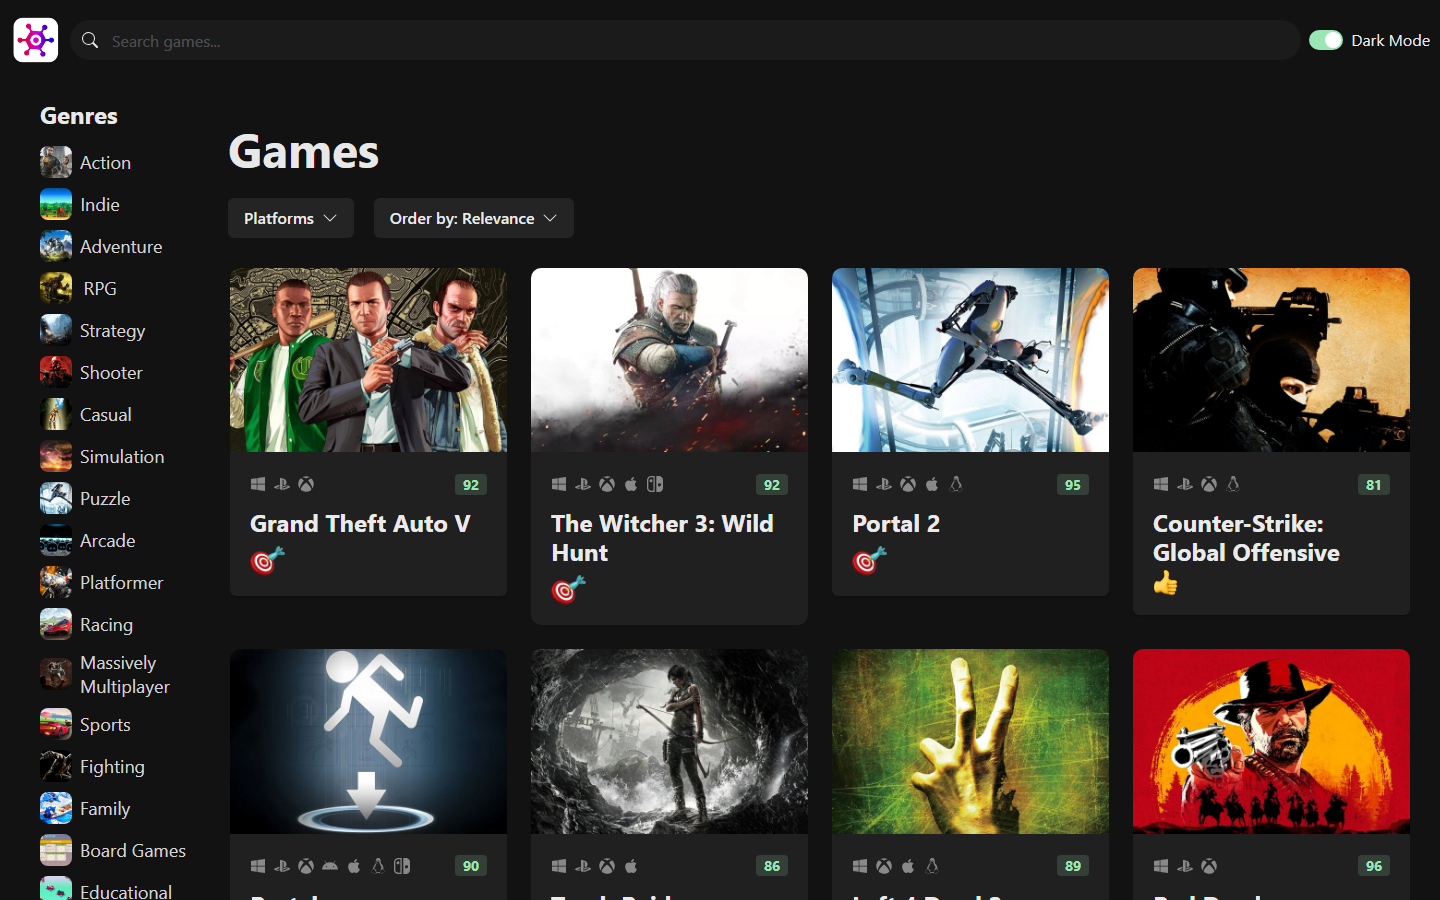 Search games...
Dark Mode
Genres
Action
Indie
Adventure
RPG
Strategy
Shooter
Casual
Simulation
Puzzle
Arcade
Platformer
Racing
Massively
Multiplayer
Sports
Fighting
Family
Board Games
Educational
Games
Platforms
Order by: Relevance
92
Grand Theft Auto V
92
The Witcher 3: Wild
Hunt
95
Portal 2
81
Counter-Strike:
Global Offensive
90
86
89
96